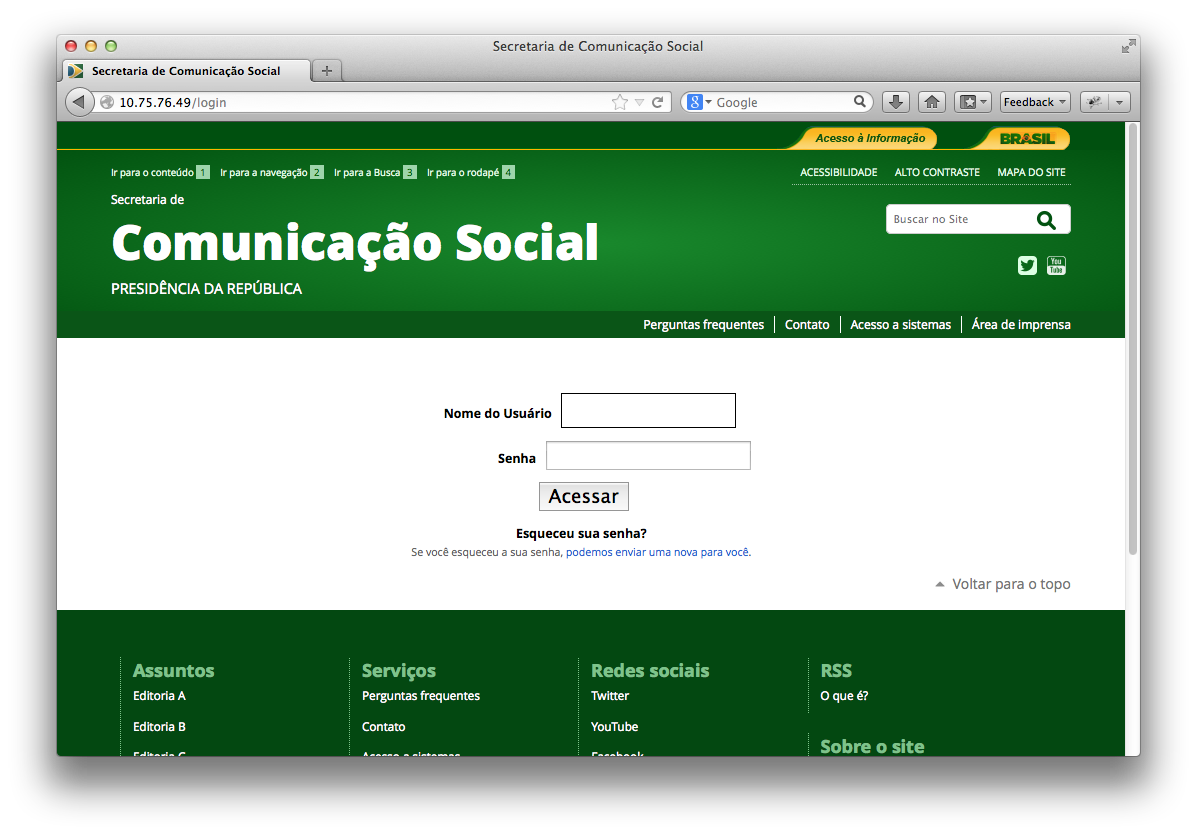 Secretaria de Comunicação Social
Secretaria de Comunicação Social
10.75.76.49/login
Google
Feedback
Acesso à Informação
BRASIL
Ir para o conteúdo 1 Ir para a navegação 2 Ir para a Busca 3 Ir para o rodapé 4
ACESSIBILIDADE ALTO CONTRASTE MAPA DO SITE
Secretaria de
Comunicação Social
PRESIDÊNCIA DA REPÚBLICA
Buscar no Site
You Tube
Perguntas frequentes Contato Acesso a sistemas Área de imprensa
Nome do Usuário
Senha
Acessar
Esqueceu sua senha?
Se você esqueceu a sua senha, podemos enviar uma nova para você.
Voltar para o topo
Assuntos
Editoria A
Editoria B
Editoria C
Serviços
Perguntas frequentes
Contato
Acesso a sistemas
Redes sociais
Twitter
YouTube
Facebook
RSS
O que é?
Sobre o site